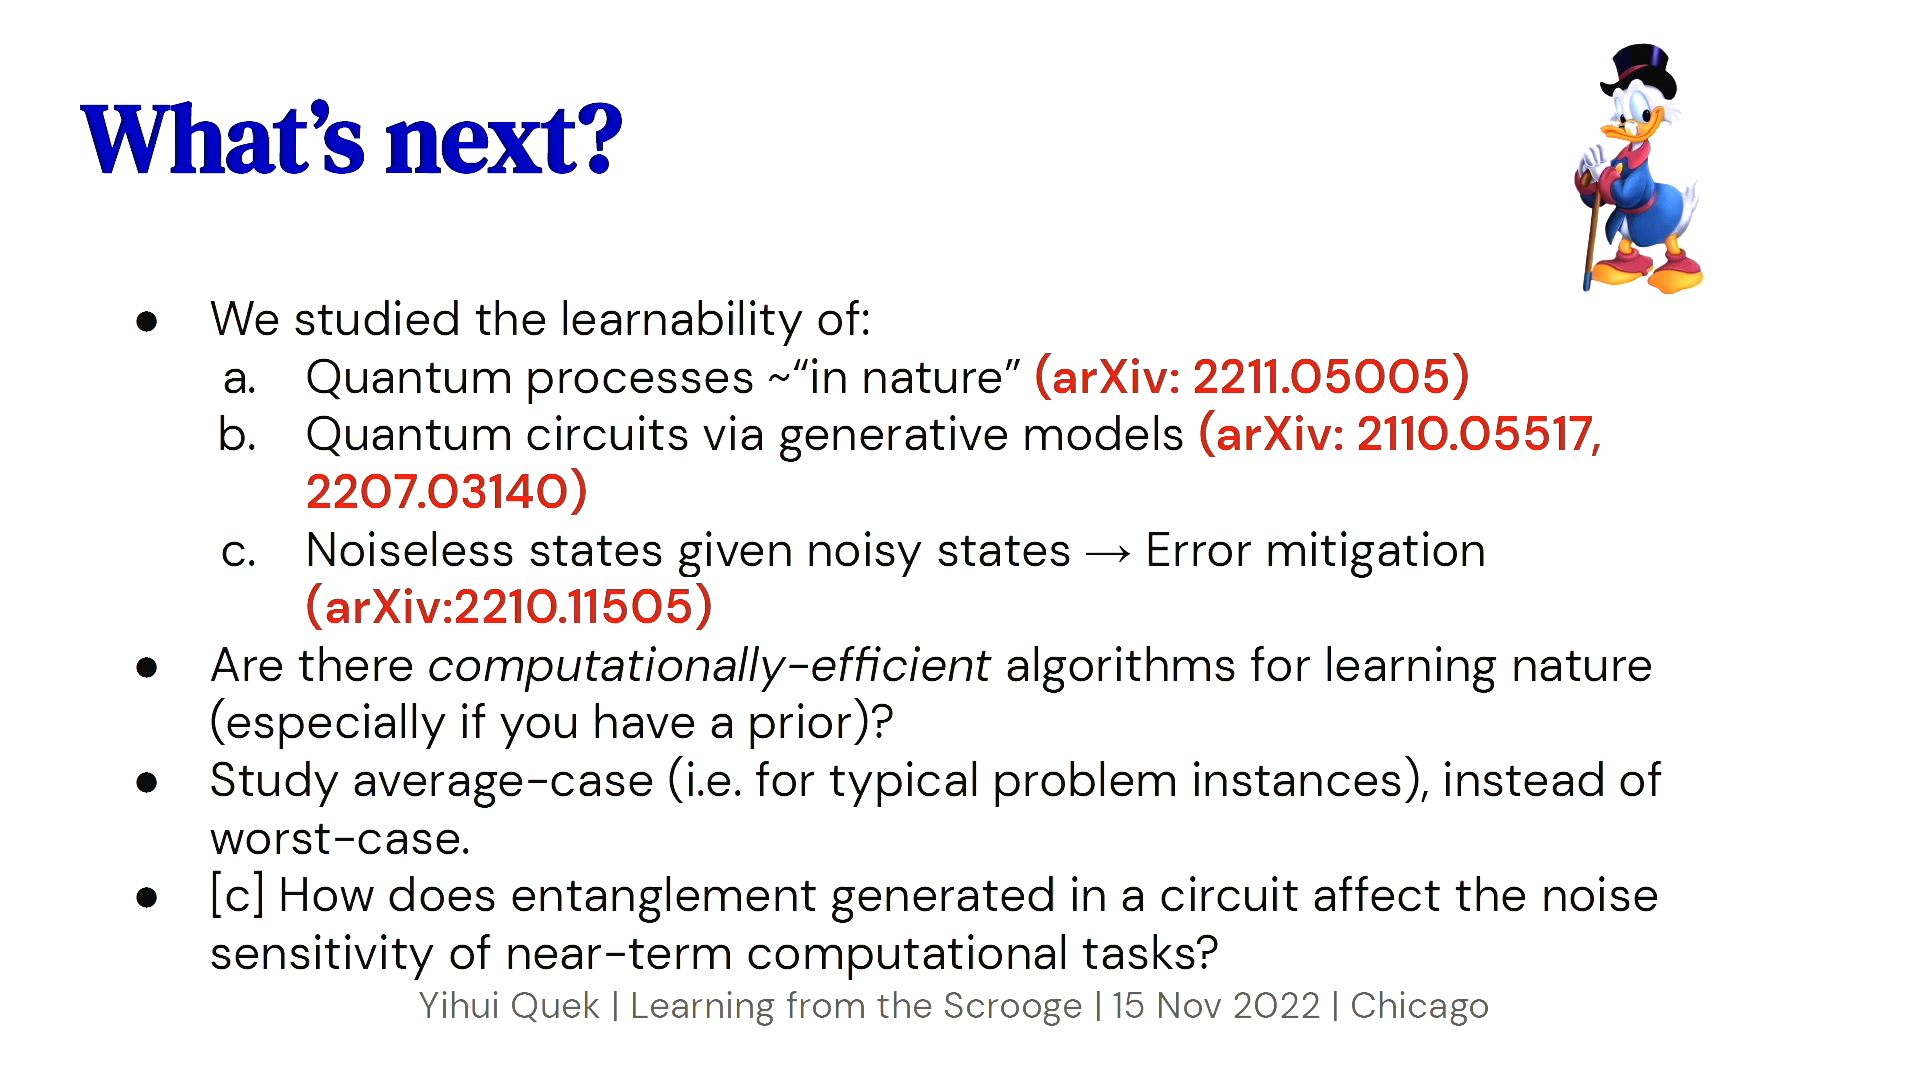 What’s next?
● We studied the learnability of:
a. Quantum processes ~“in nature” (arXiv: 2211.05005)
b. Quantum circuits via generative models (arXiv: 2110.05517,
2207.03140)
c. Noiseless states given noisy states → Error mitigation
(arXiv:2210.11505)
● Are there computationally-efficient algorithms for learning nature
(especially if you have a prior)?
● Study average-case (i.e. for typical problem instances), instead of
worst-case.
● [c] How does entanglement generated in a circuit affect the noise
sensitivity of near-term computational tasks?
Yihui Quek | Learning from the Scrooge | 15 Nov 2022 | Chicago